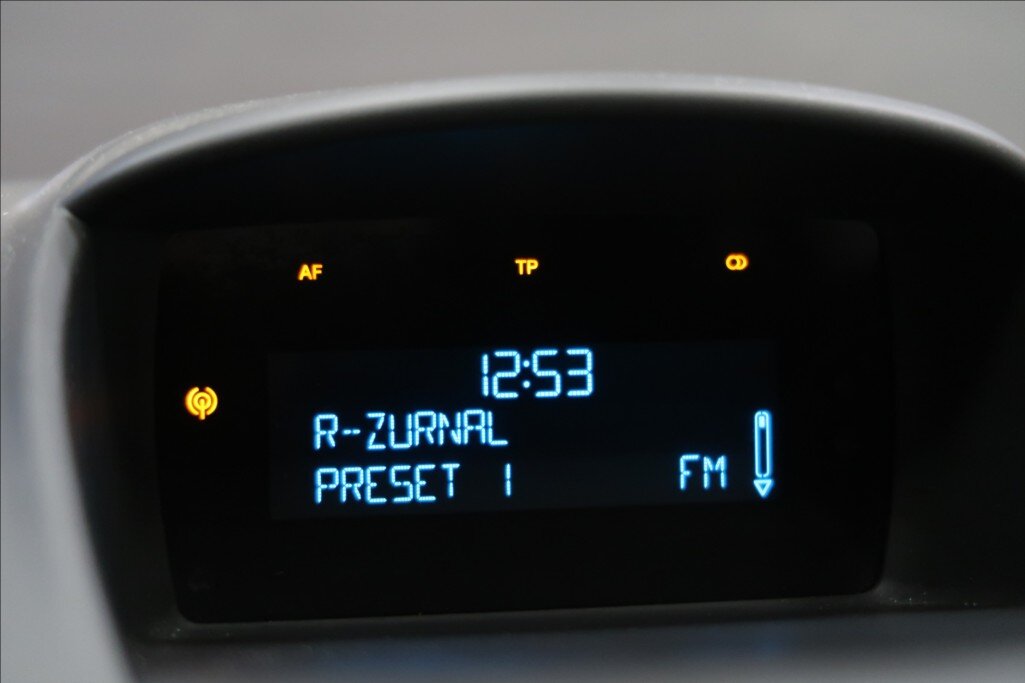 AF TP
12:53
R-ZURNAL
PRESET 1 FM